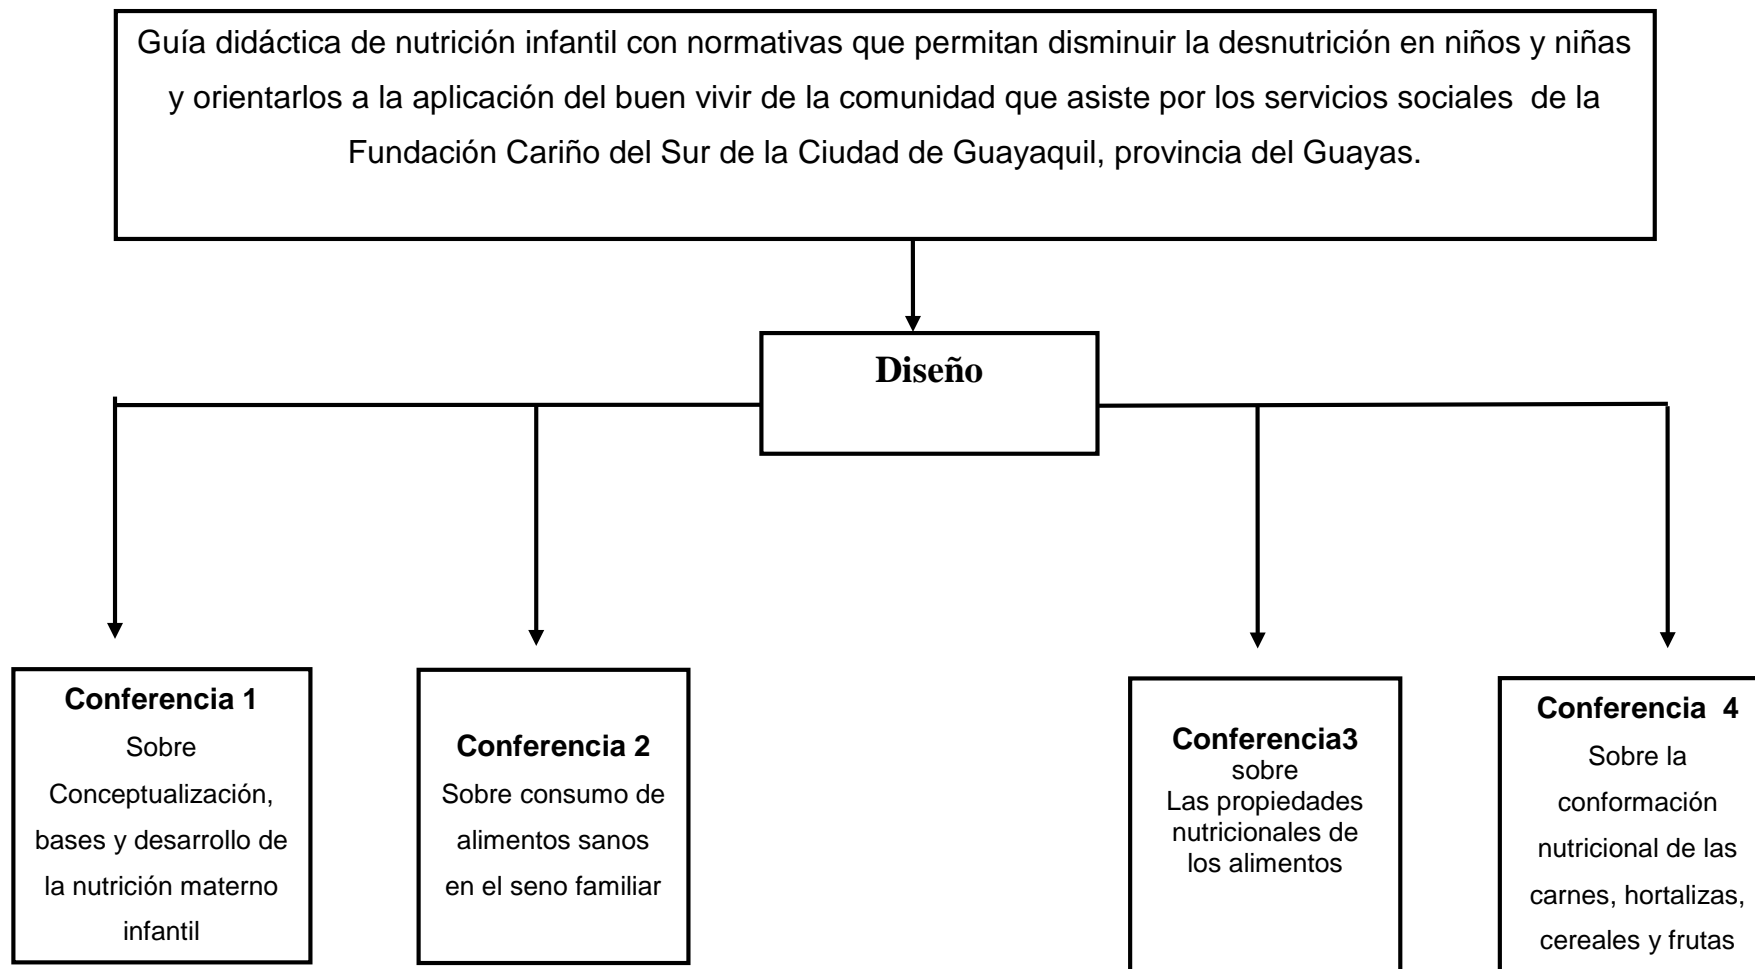 Guía didáctica de nutrición infantil con normativas que permitan disminuir la desnutrición en niños y niñas
y orientarlos a la aplicación del buen vivir de la comunidad que asiste por los servicios sociales  de la
Fundación Cariño del Sur de la Ciudad de Guayaquil, provincia del Guayas.
Diseño
Conferencia 1
Sobre
Conceptualización,
bases y desarrollo de
la nutrición materno
infantil
Conferencia 2
Sobre consumo de
alimentos sanos
en el seno familiar
Conferencia3
sobre
Las propiedades
nutricionales de
los alimentos
Conferencia  4
Sobre la
conformación
nutricional de las
carnes, hortalizas,
cereales y frutas